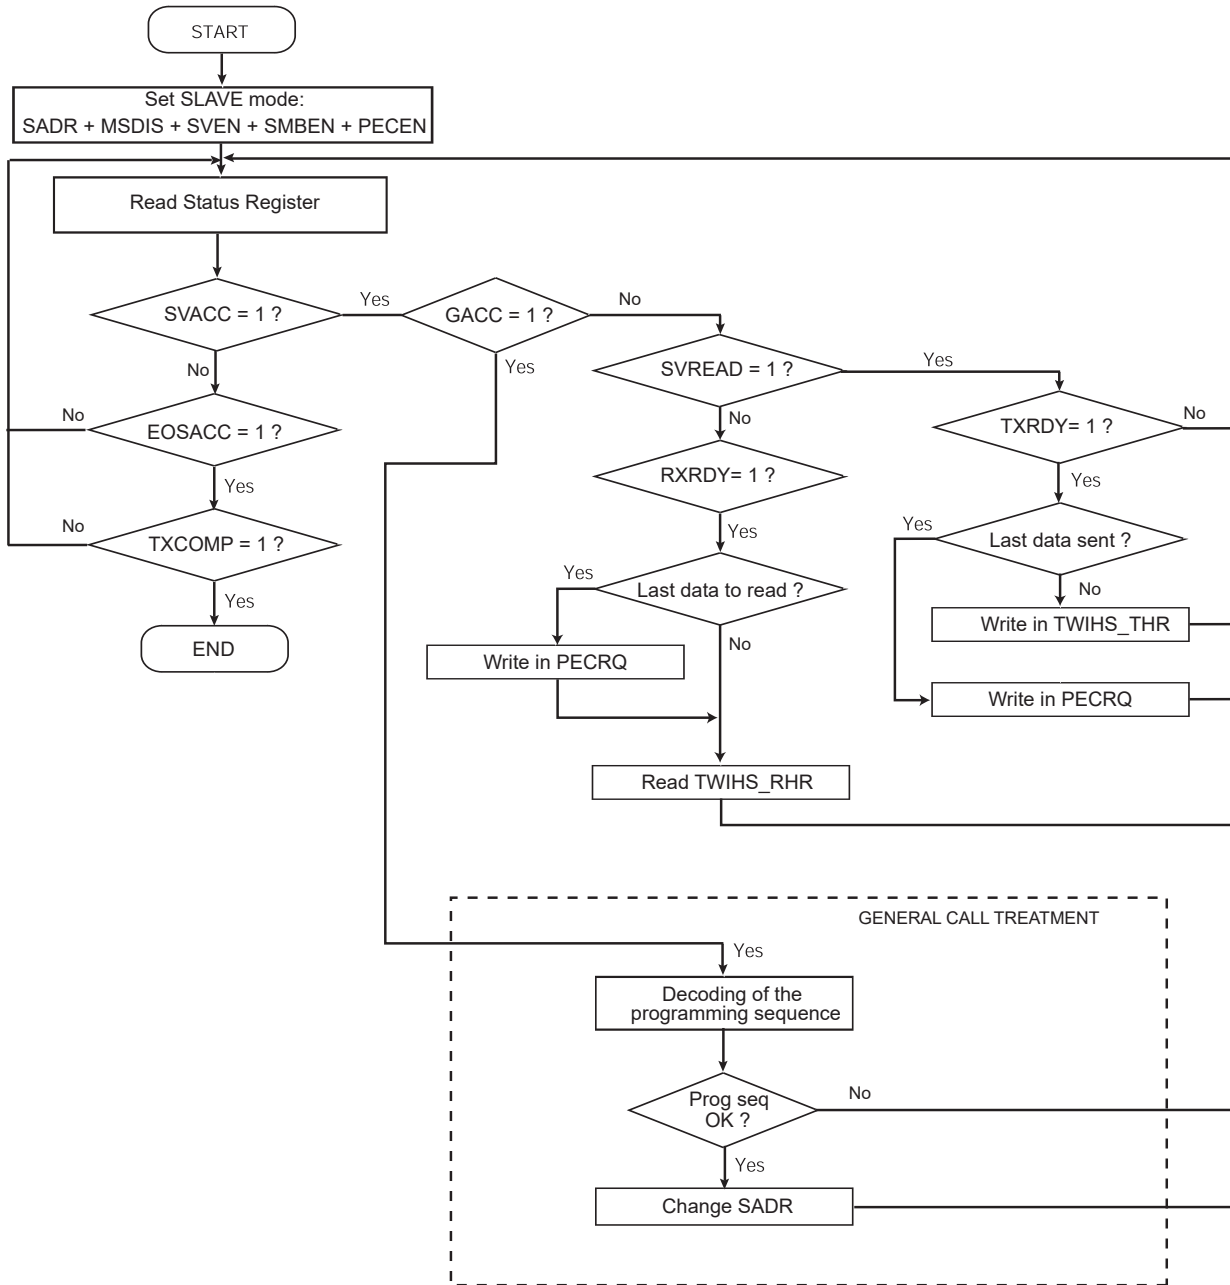 START
Set SLAVE mode:
SADR + MSDIS + SVEN + SMBEN + PECEN
Read Status Register
SVACC = 1 ?
Yes
GACC = 1 ?
No
No
Yes
SVREAD = 1 ?
Yes
No
EOSACC = 1 ?
No
TXRDY= 1 ?
No
RXRDY= 1 ?
Yes
Yes
No
TXCOMP = 1 ?
Yes
Yes
Last data sent ?
Yes
Last data to read ?
No
Yes
Write in TWIHS_THR
END
No
Write in PECRQ
Write in PECRQ
Read TWIHS_RHR
GENERAL CALL TREATMENT
Yes
Decoding of the
programming sequence
Prog seq
OK ?
No
Yes
Change SADR